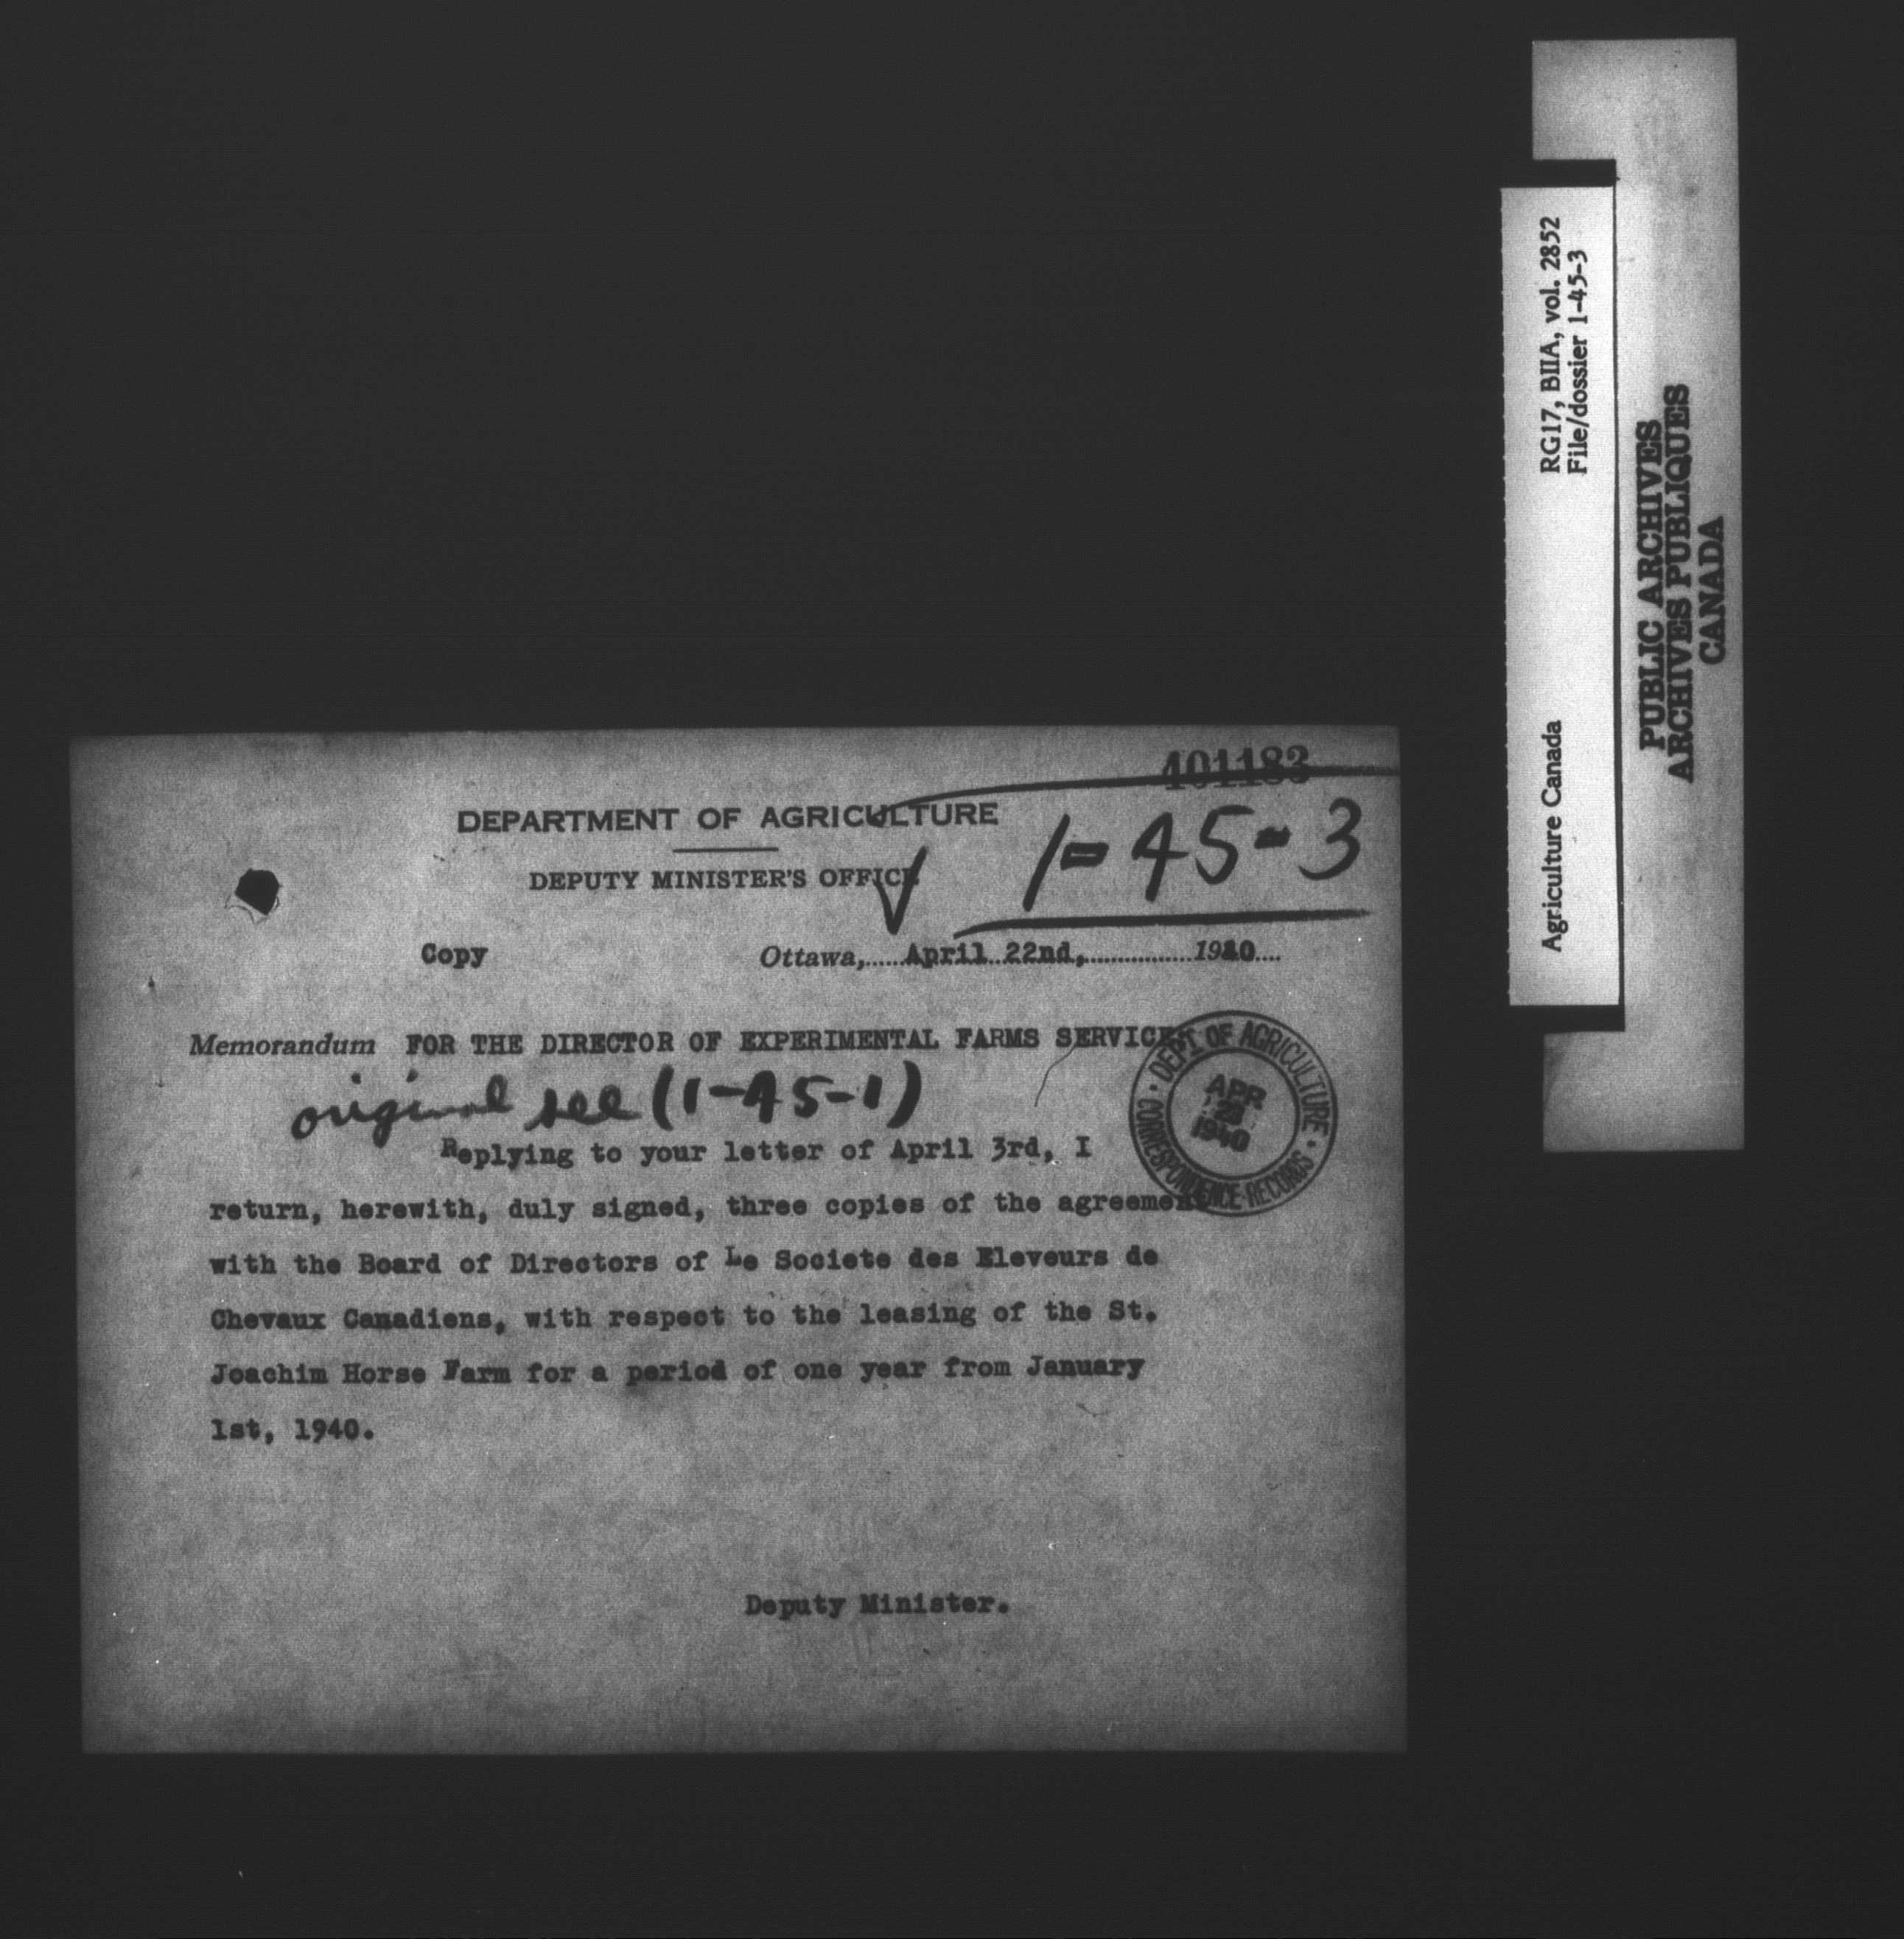 401183
DEPARTMENT OF AGRICULTURE
1-45-3
DEPUTY MINISTER'S OFFICE
Copy
Ottawa, April 22nd, 1940
Memorandum FOR THE DIRECTOR OF EXPERIMENTAL FARMS SERVICE
original see (1-45-1)
DEPT. OF AGRICULTURE
APR
1940
CORRESPONDENCE RECORDS
Replying to your letter of April 3rd, I
return, herewith, duly signed, three copies of the agreement
with the Board of Directors of Le Societe des Eleveurs de
Chevaux Canadiens, with respect to the leasing of the St.
Joachim Horse Farm for a period of one year from January
1st, 1940.
Deputy Minister.
Agriculture Canada
RG17, BIIA, vol. 2852
File/dossier 1-45-3
PUBLIC ARCHIVES
ARCHIVES PUBLIQUES
CANADA